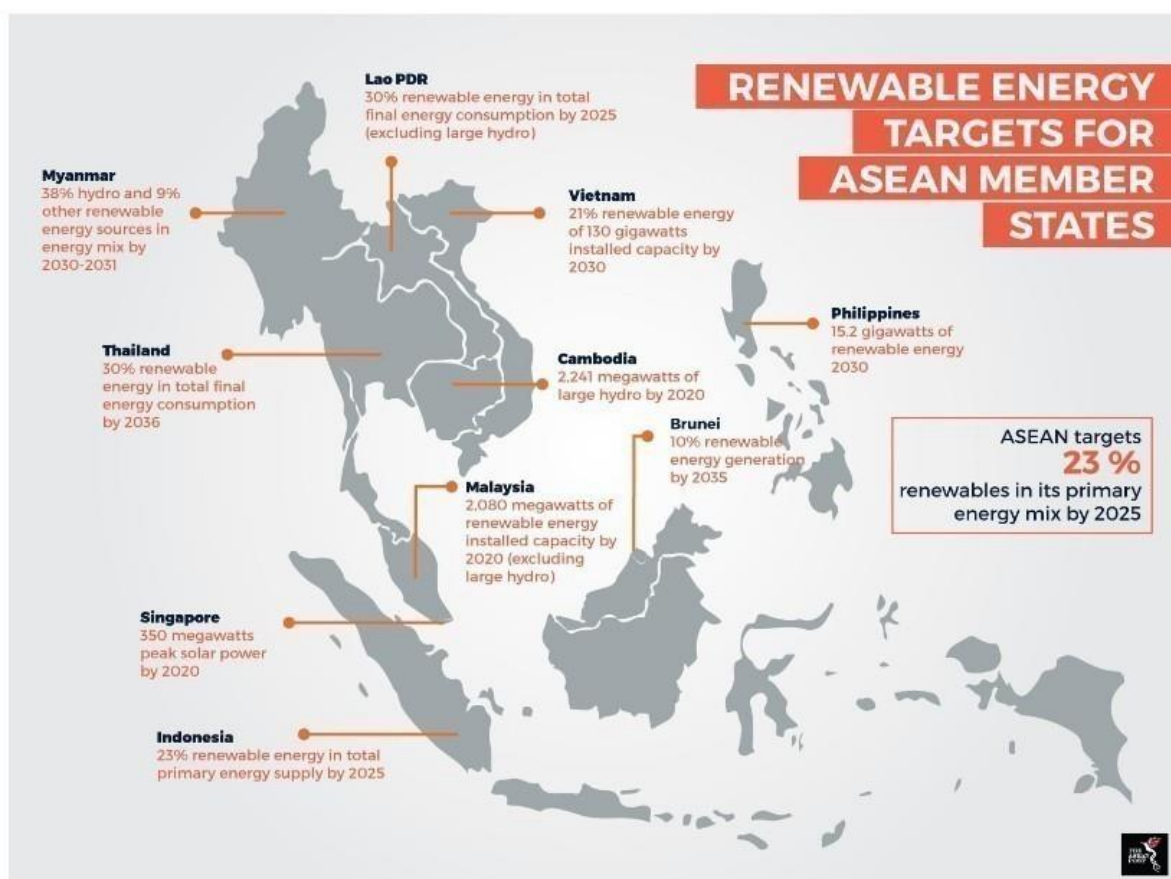 RENEWABLE ENERGY
TARGETS FOR
ASEAN MEMBER
STATES
Lao PDR
30% renewable energy in total
final energy consumption by 2025
(excluding large hydro)
Myanmar
38% hydro and 9%
other renewable
energy sources in
energy mix by
2030-2031
Vietnam
21% renewable energy
of 130 gigawatts
installed capacity by
2030
Philippines
15.2 gigawatts of
renewable energy
2030
Thailand
30% renewable
energy in total final
energy consumption
by 2036
Cambodia
2,241 megawatts of
large hydro by 2020
Brunei
10% renewable
energy generation
by 2035
ASEAN targets
23 %
renewables in its primary
energy mix by 2025
Malaysia
2,080 megawatts of
renewable energy
installed capacity by
2020 (excluding
large hydro)
Singapore
350 megawatts
peak solar power
by 2020
Indonesia
23% renewable energy in total
primary energy supply by 2025
THE
ASEAN
POST